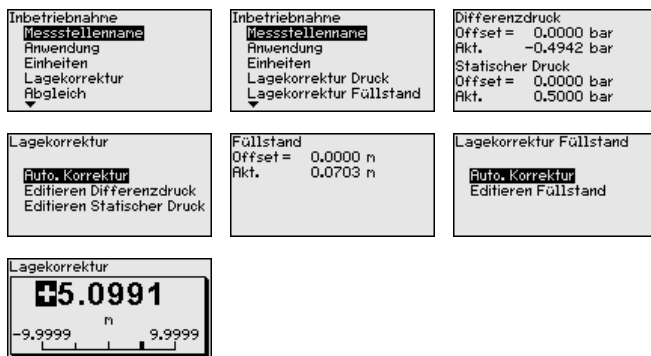 Inbetriebnahme
Messstellenname
Anwendung
Einheiten
Lagekorrektur
Abgleich
Inbetriebnahme
Messstellenname
Anwendung
Einheiten
Lagekorrektur Druck
Lagekorrektur Füllstand
Differenzdruck
Offset = 0.0000 bar
Akt. -0.4942 bar
Statischer Druck
Offset = 0.0000 bar
Akt. 0.5000 bar
Lagekorrektur
Auto. Korrektur
Editieren Differenzdruck
Editieren Statischer Druck
Füllstand
Offset = 0.0000 m
Akt. 0.0703 m
Lagekorrektur Füllstand
Auto. Korrektur
Editieren Füllstand
Lagekorrektur
+5.0991
m
-9.9999 9.9999